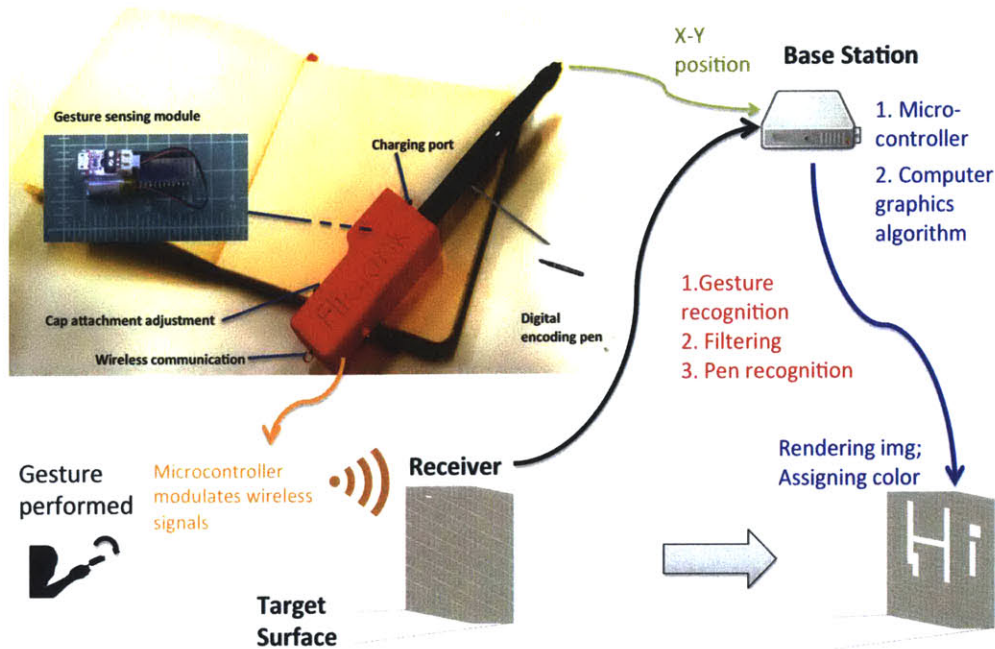 X-Y
position
Base Station
Gesture sensing module
Charging port
1. Micro-
controller
2. Computer
graphics
algorithm
Cap attachment adjustment
Digital
encoding pen
Wireless communication
1.Gesture
recognition
2. Filtering
3. Pen recognition
Gesture
performed
Microcontroller
modulates wireless
signals
Receiver
Rendering img;
Assigning color
Hi
Target
Surface